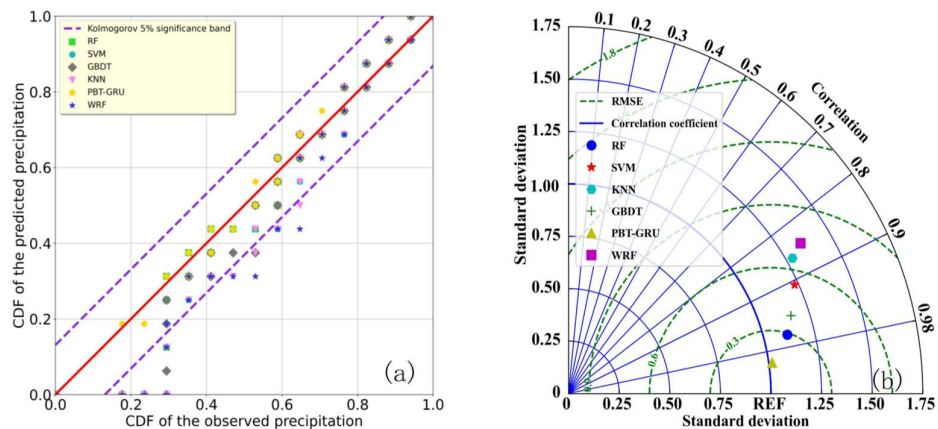 1.0
0.8
0.6
0.4
0.2
0.0
CDF of the predicted precipitation
Kolmogorov 5% significance band
RF
SVM
GBDT
KNN
PBT-GRU
WRF
(a)
0.0
0.2
0.4
0.6
0.8
1.0
CDF of the observed precipitation
b)
1.75
1.50
1.25
1.00
0.75
0.50
0.25
0
Standard deviation
0.1
0.2
0.3
0.4
0.5
0.6
0.7
0.8
0.9
0.98
Correlation
1.8
0.6
0.3
RMSE
Correlation coefficient
RF
SVM
KNN
GBDT
PBT-GRU
WRF
(b)
0
0.25
0.50
0.75
REF
1.25
1.50
1.75
Standard deviation